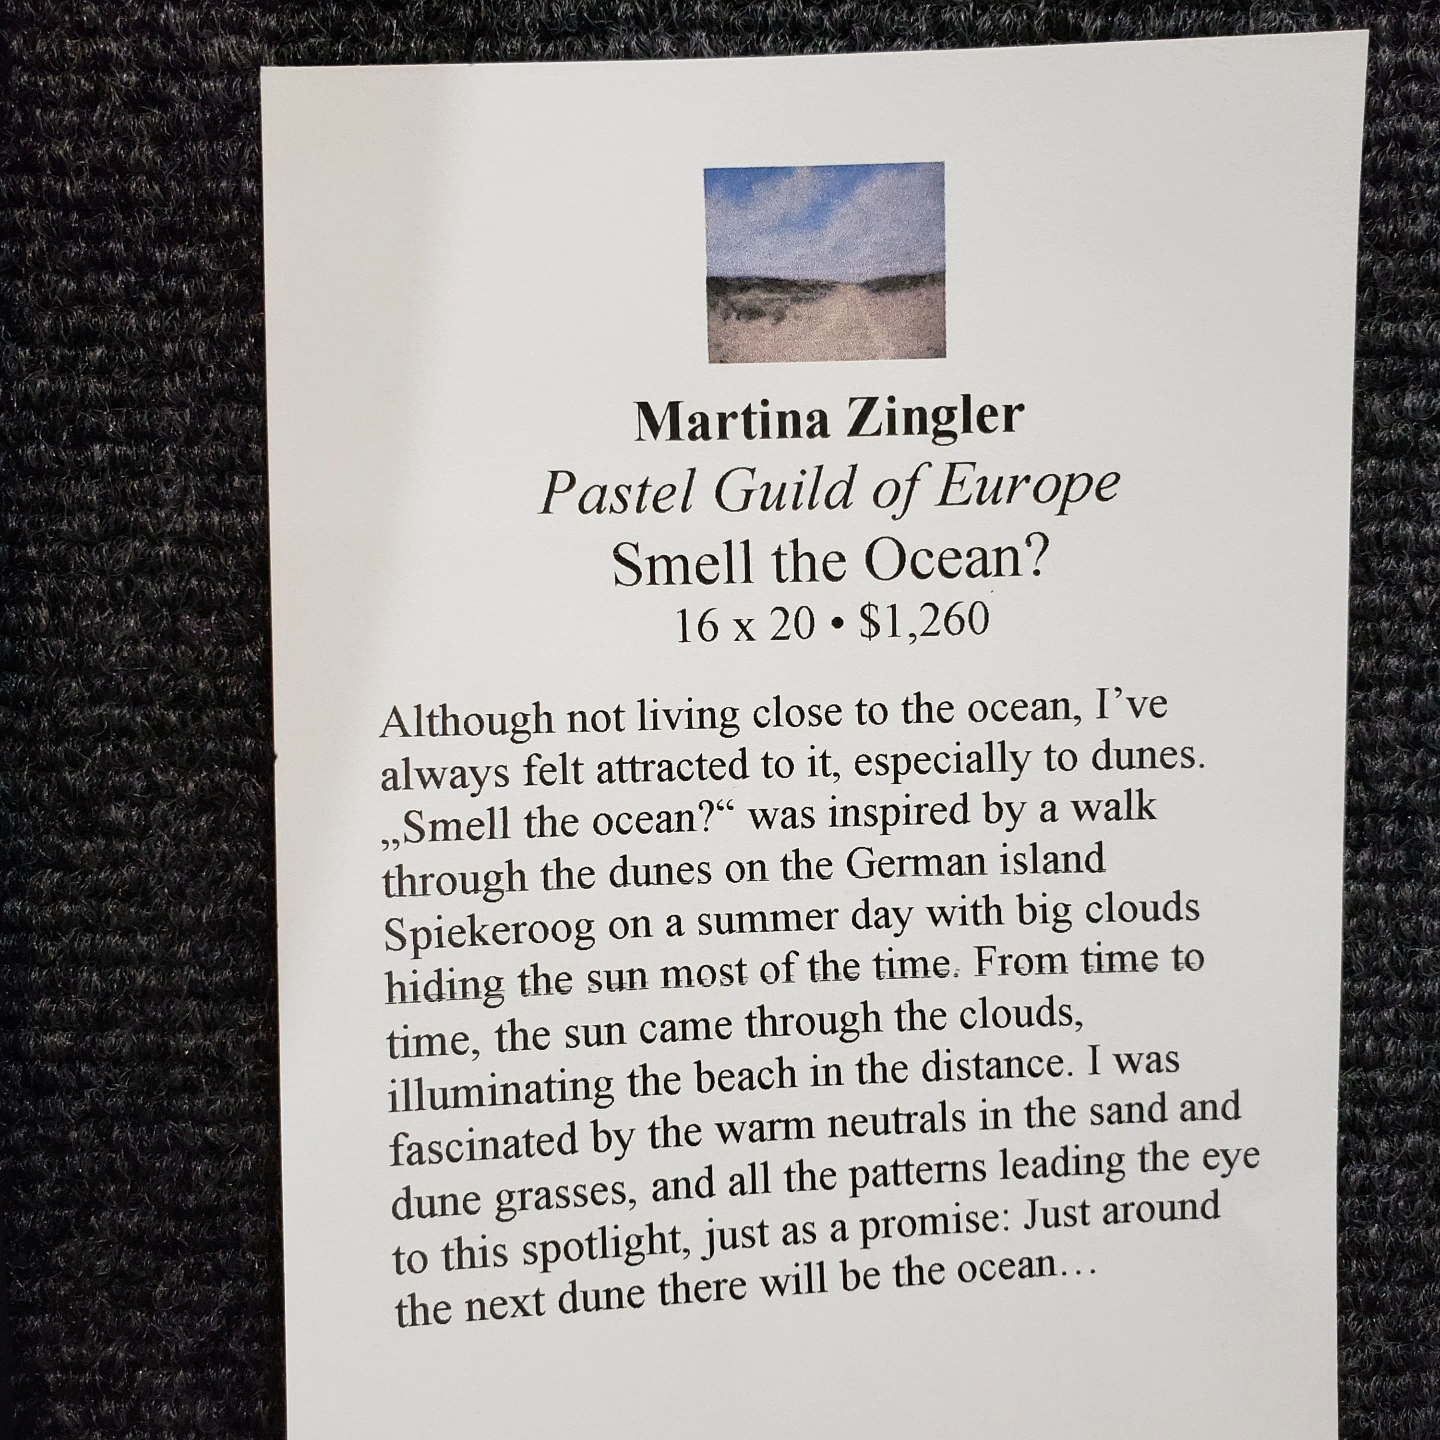 Martina Zingler
Pastel Guild of Europe
Smell the Ocean?
16 x 20 • $1,260
Although not living close to the ocean, I’ve
always felt attracted to it, especially to dunes.
„Smell the ocean?“ was inspired by a walk
through the dunes on the German island
Spiekeroog on a summer day with big clouds
hiding the sun most of the time. From time to
time, the sun came through the clouds,
illuminating the beach in the distance. I was
fascinated by the warm neutrals in the sand and
dune grasses, and all the patterns leading the eye
to this spotlight, just as a promise: Just around
the next dune there will be the ocean…